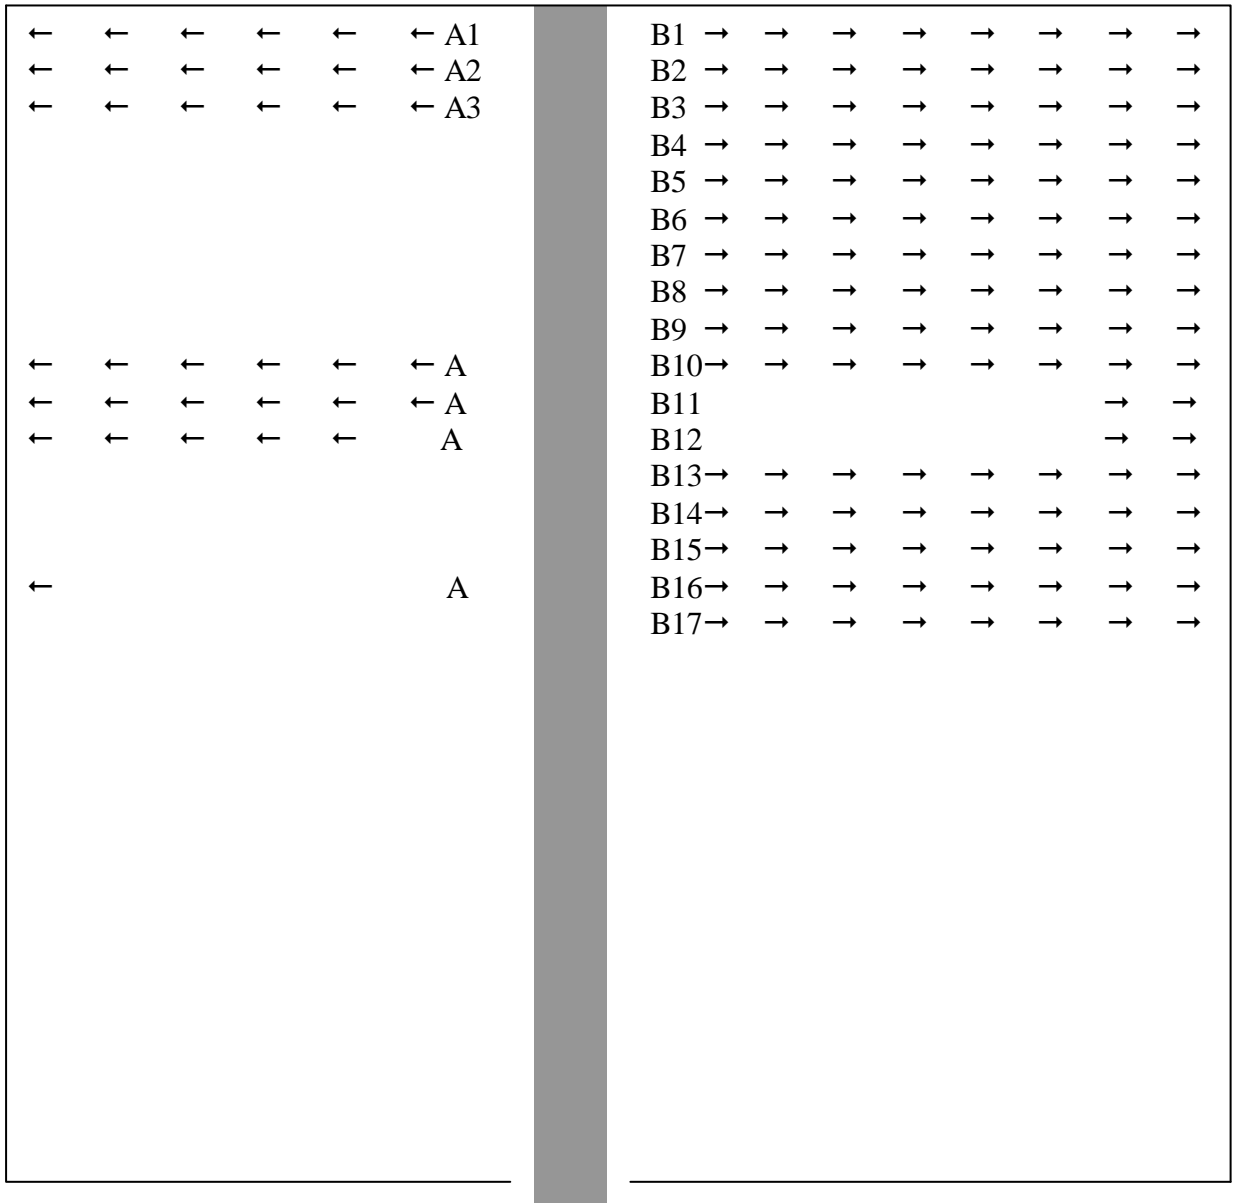 ← ← ← ← ← ← A1 B1 → → → → → → → →
← ← ← ← ← ← A2 B2 → → → → → → → →
← ← ← ← ← ← A3 B3 → → → → → → → →
B4 → → → → → → → →
B5 → → → → → → → →
B6 → → → → → → → →
B7 → → → → → → → →
B8 → → → → → → → →
B9 → → → → → → → →
← ← ← ← ← ← A B10→ → → → → → → →
← ← ← ← ← ← A B11 → →
← ← ← ← ← A B12 → →
B13→ → → → → → → →
B14→ → → → → → → →
B15→ → → → → → → →
← A B16→ → → → → → → →
B17→ → → → → → → →